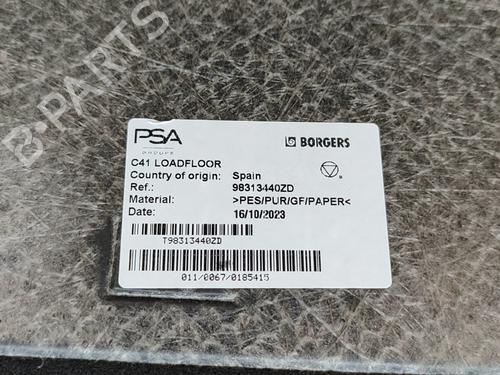 B-PARTS
PSA
GROUPE
BORGERS
C41 LOADFLOOR
Country of origin: Spain
Ref.: 98313440ZD
Material: >PES/PUR/GF/PAPER<
Date: 16/10/2023
T98313440ZD
011/0067/0185415